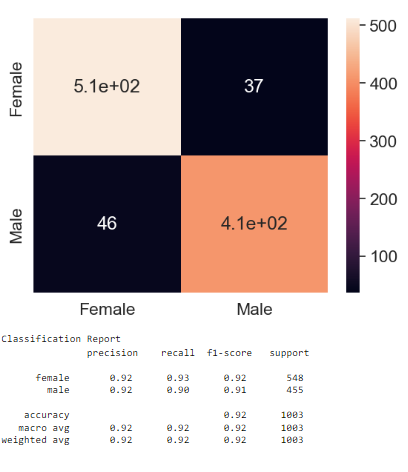 500
Female 5.1e+02 37
400
300
Male 46 4.1e+02
200
100
Female Male
Classification Report
precision recall f1-score support
female 0.92 0.93 0.92 548
male 0.92 0.90 0.91 455
accuracy 0.92 1003
macro avg 0.92 0.92 0.92 1003
weighted avg 0.92 0.92 0.92 1003